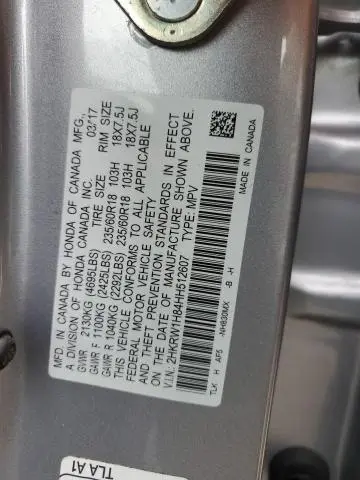 MFD. IN CANADA BY HONDA OF CANADA MFG.,
A DIVISION OF HONDA CANADA INC. 03/17
GVWR 2130KG (4695LBS) TIRE SIZE RIM SIZE
GAWR F 1100KG (2425LBS) 235/60R18 103H 18X7.5J
GAWR R 1040KG (2292LBS) 235/60R18 103H 18X7.5J
THIS VEHICLE CONFORMS TO ALL APPLICABLE
FEDERAL MOTOR VEHICLE SAFETY
AND THEFT PREVENTION STANDARDS IN EFFECT
ON THE DATE OF MANUFACTURE SHOWN ABOVE.
V.I.N.: 2HKRW1H84HH512607 TYPE: MPV
TLK H AF5 -NH830MX -B -H
MADE IN CANADA
TLA A1